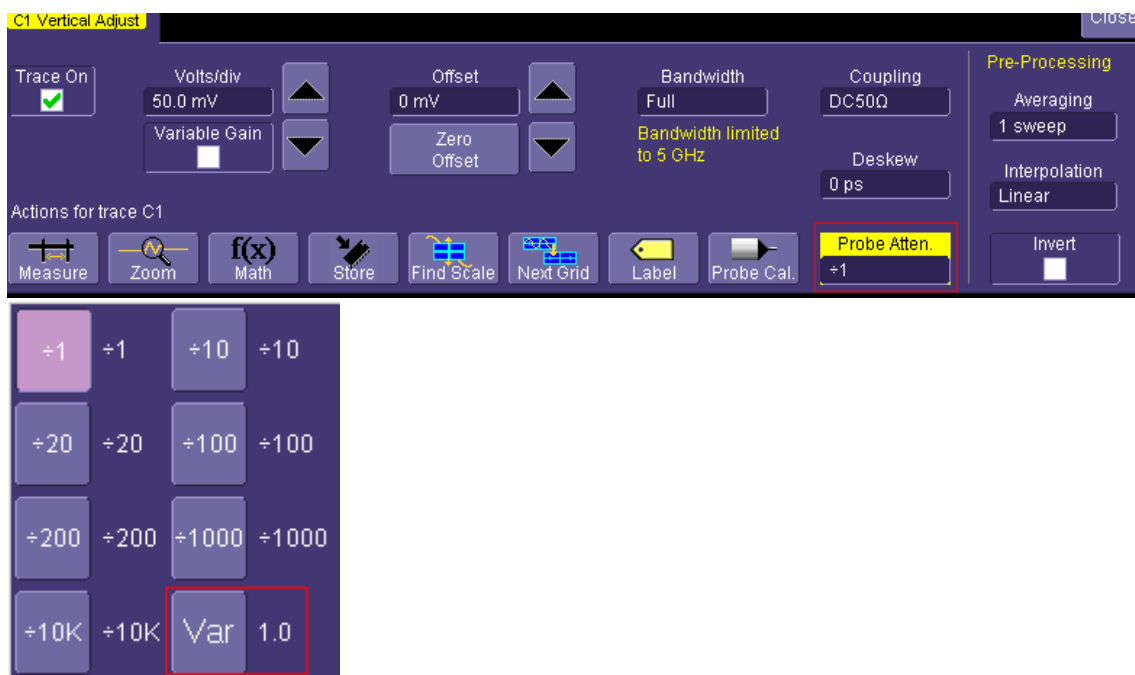 C1 Vertical Adjust
Close
Trace On
Volts/div
50.0 mV
Variable Gain
Offset
0 mV
Zero
Offset
Bandwidth
Full
Bandwidth limited
to 5 GHz
Coupling
DC50Ω
Deskew
0 ps
Pre-Processing
Averaging
1 sweep
Interpolation
Linear
Invert
Actions for trace C1
Measure
Zoom
f(x)
Math
Store
Find Scale
Next Grid
Label
Probe Cal.
Probe Atten.
÷1
÷1 ÷1 ÷10 ÷10
÷20 ÷20 ÷100 ÷100
÷200 ÷200 ÷1000 ÷1000
÷10K ÷10K Var 1.0